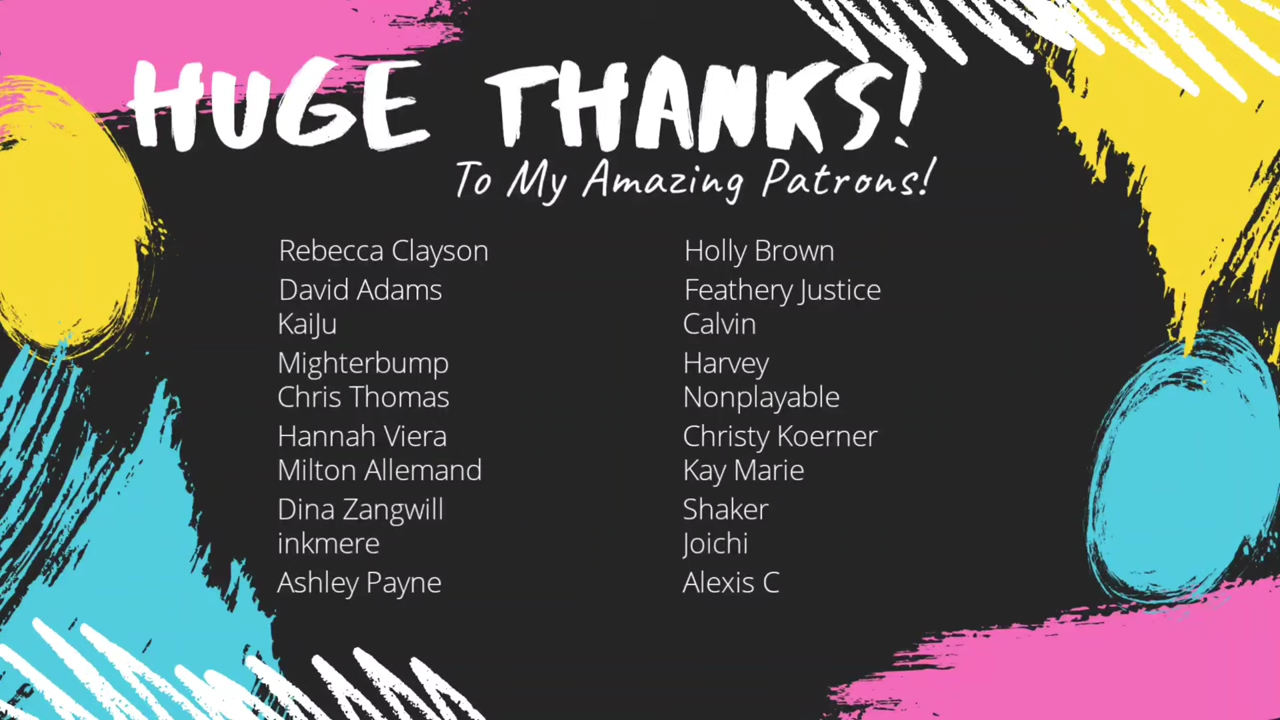 HUGE THANKS!
To My Amazing Patrons!
Rebecca Clayson
David Adams
KaiJu
Mighterbump
Chris Thomas
Hannah Viera
Milton Allemand
Dina Zangwill
inkmere
Ashley Payne
Holly Brown
Feathery Justice
Calvin
Harvey
Nonplayable
Christy Koerner
Kay Marie
Shaker
Joichi
Alexis C